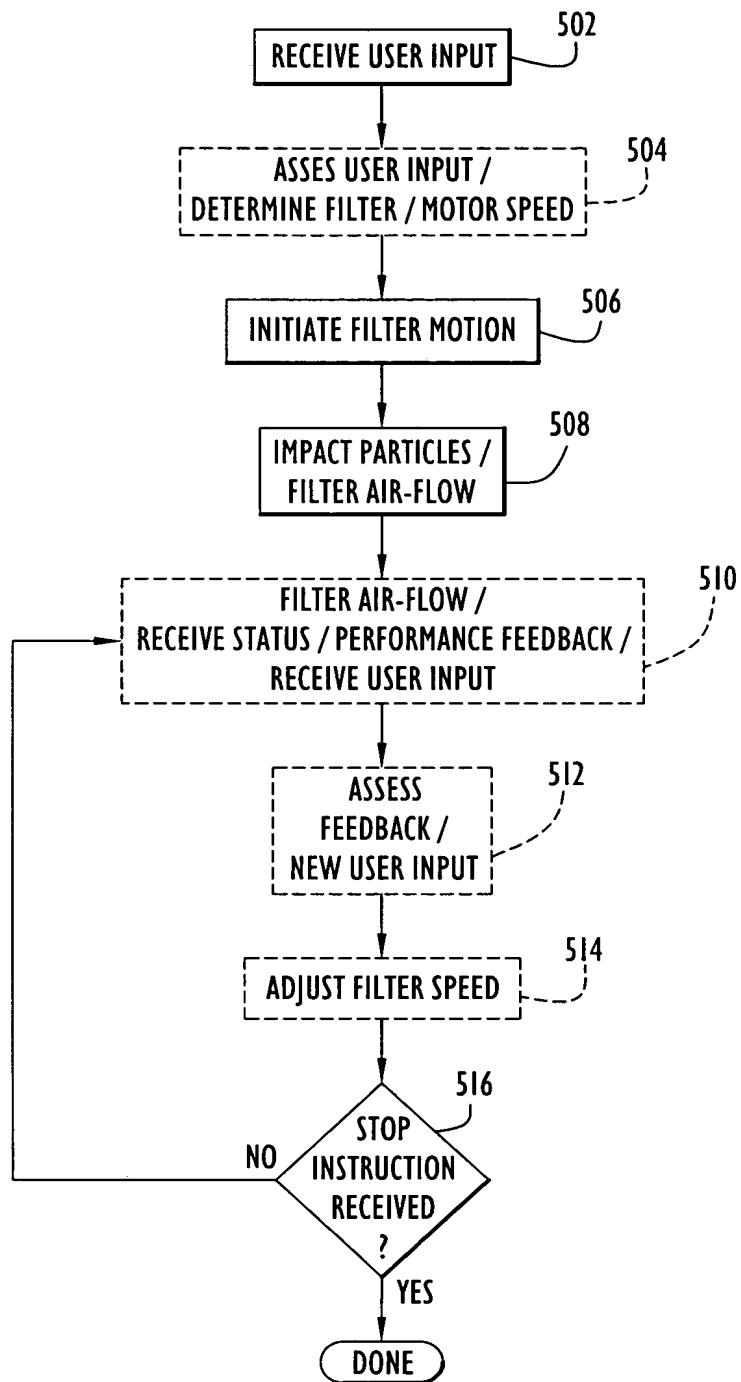 502
RECEIVE USER INPUT
504
ASSES USER INPUT /
DETERMINE FILTER / MOTOR SPEED
506
INITIATE FILTER MOTION
508
IMPACT PARTICLES /
FILTER AIR-FLOW
510
FILTER AIR-FLOW /
RECEIVE STATUS / PERFORMANCE FEEDBACK /
RECEIVE USER INPUT
512
ASSESS
FEEDBACK /
NEW USER INPUT
514
ADJUST FILTER SPEED
516
STOP
INSTRUCTION
RECEIVED
?
NO
YES
DONE